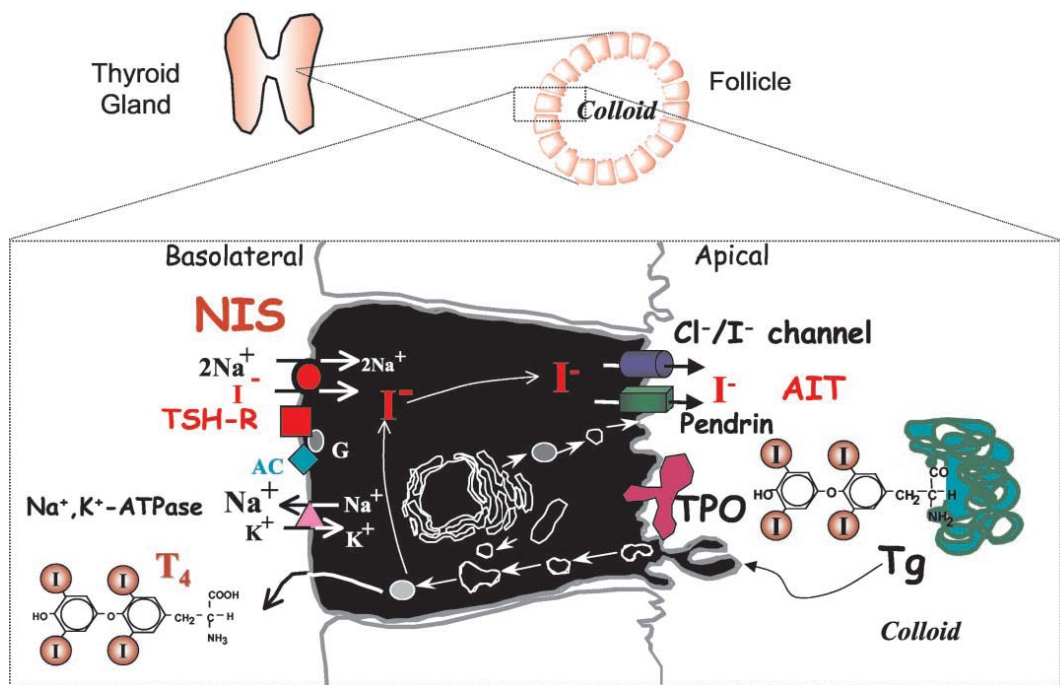 Thyroid
Gland
Colloid
Follicle
Basolateral
Apical
NIS
Cl⁻/I⁻ channel
2Na⁺
2Na⁺
I⁻
I⁻
I⁻
I⁻
AIT
TSH-R
Pendrin
G
AC
Na⁺
Na⁺
Na⁺,K⁺-ATPase
K⁺
K⁺
TPO
I
I
HO
O
CH₂
C
H
CO
NH₂
I
I
Tg
T₄
I
I
COOH
HO
O
CH₂
C
H
NH₃
I
I
Colloid